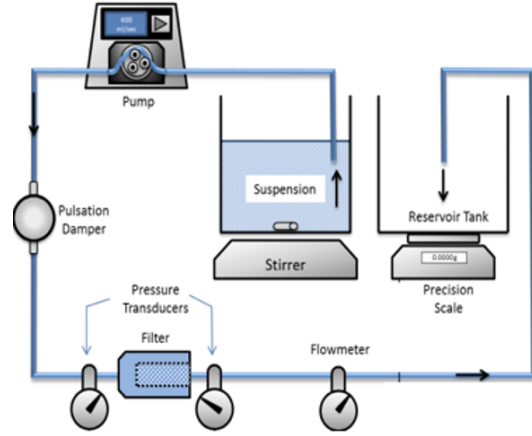 600
ml/sec
Pump
Pulsation
Damper
Suspension
Stirrer
Reservoir Tank
0.0000g
Precision
Scale
Pressure
Transducers
Filter
Flowmeter